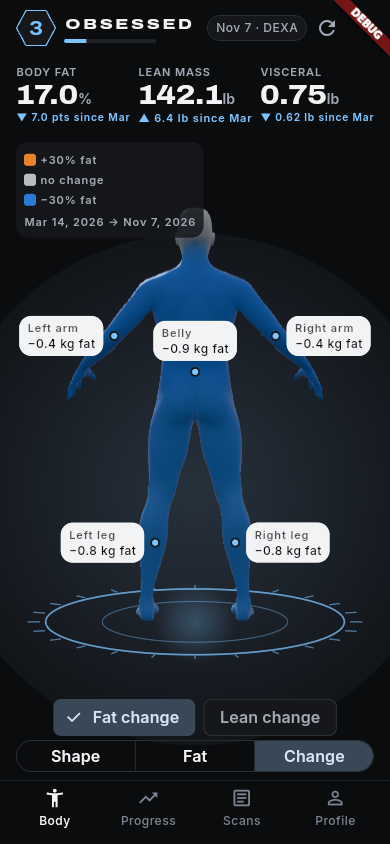 3 OBSESSED Nov 7 · DEXA DEBUG
BODY FAT LEAN MASS VISCERAL
17.0% 142.1lb 0.75lb
▼ 7.0 pts since Mar ▲ 6.4 lb since Mar ▼ 0.62 lb since Mar
+30% fat
no change
−30% fat
Mar 14, 2026 → Nov 7, 2026
Left arm
−0.4 kg fat
Belly
−0.9 kg fat
Right arm
−0.4 kg fat
Left leg
−0.8 kg fat
Right leg
−0.8 kg fat
Fat change Lean change
Shape Fat Change
Body Progress Scans Profile